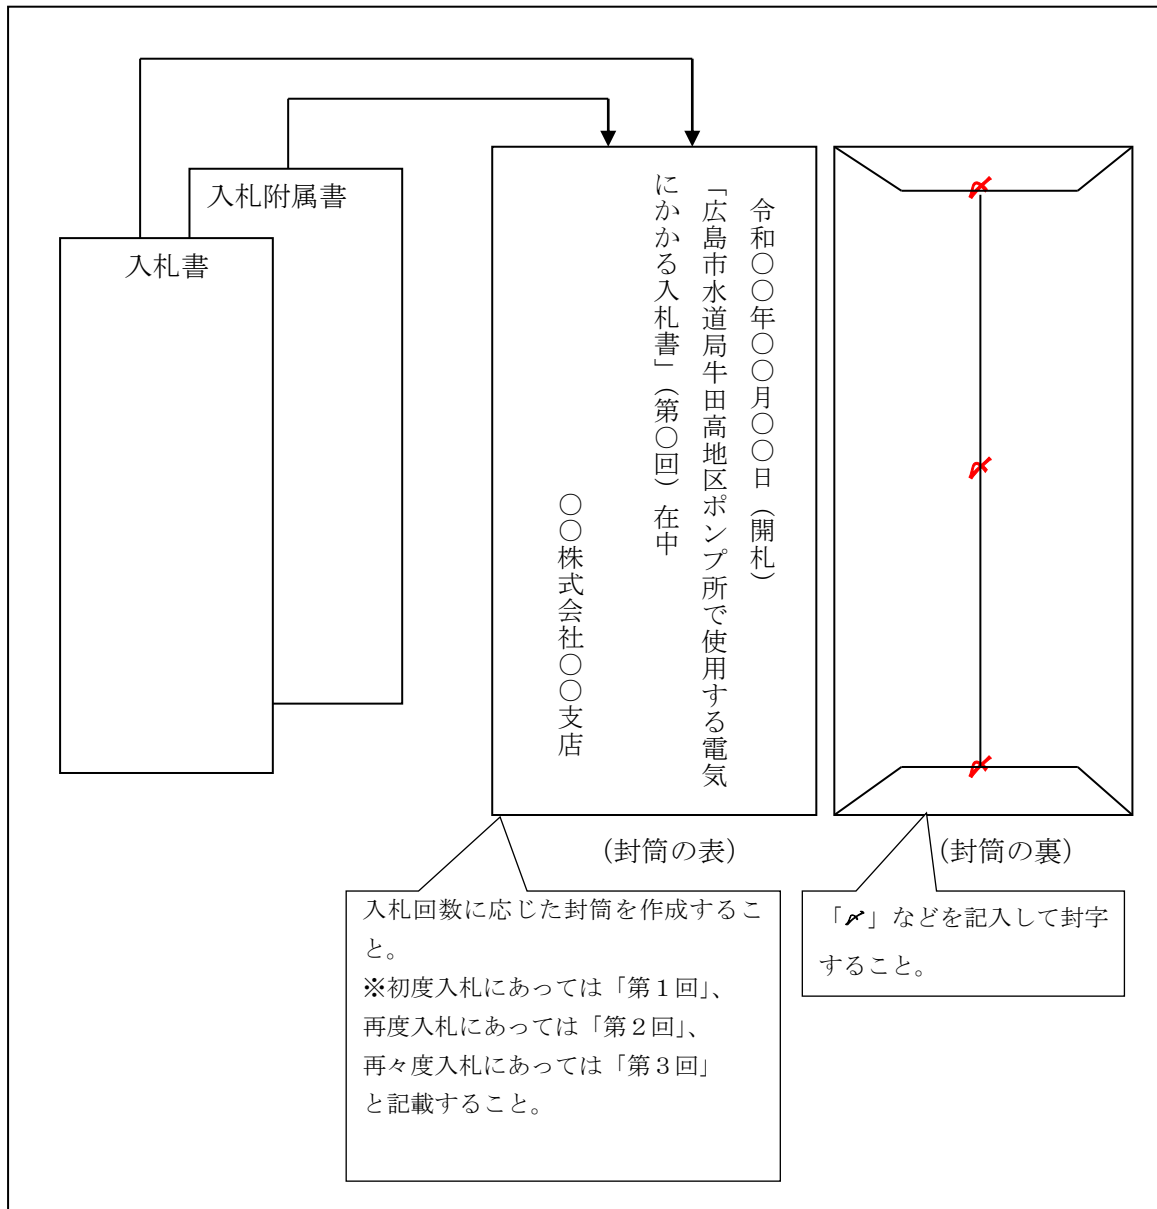 入札附属書
入札書
令和〇〇年〇〇月〇〇日（開札）
「広島市水道局牛田高地区ポンプ所で使用する電気
にかかる入札書」（第〇回）在中
〇〇株式会社〇〇支店
〆
〆
〆
（封筒の表）
（封筒の裏）
入札回数に応じた封筒を作成するこ
と。
※初度入札にあっては「第１回」、
再度入札にあっては「第２回」、
再々度入札にあっては「第３回」
と記載すること。
「〆」などを記入して封字
すること。